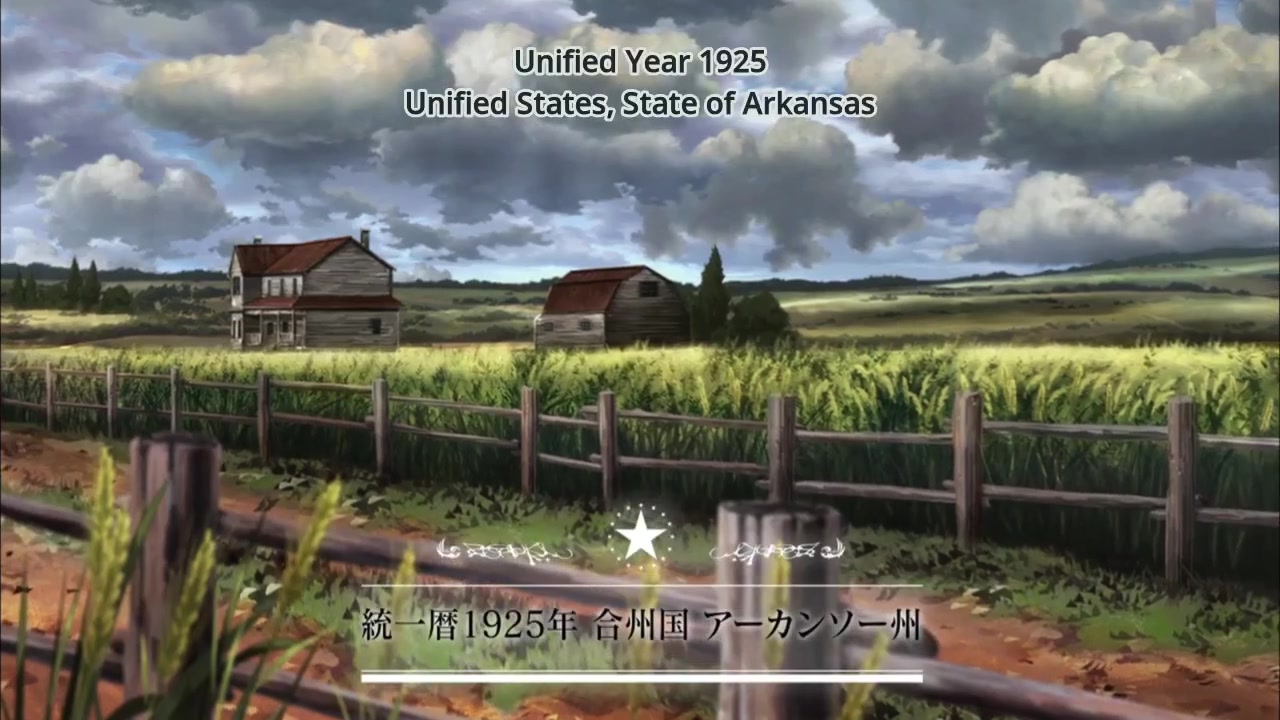 Unified Year 1925
Unified States, State of Arkansas
統一暦1925年 合州国 アーカンソー州